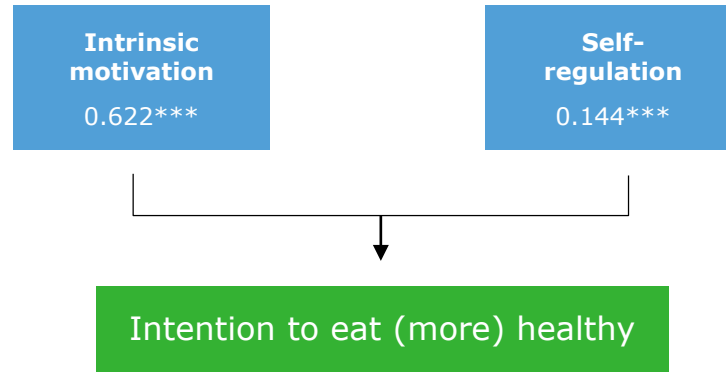 Intrinsic
motivation
0.622***
Self-
regulation
0.144***
Intention to eat (more) healthy